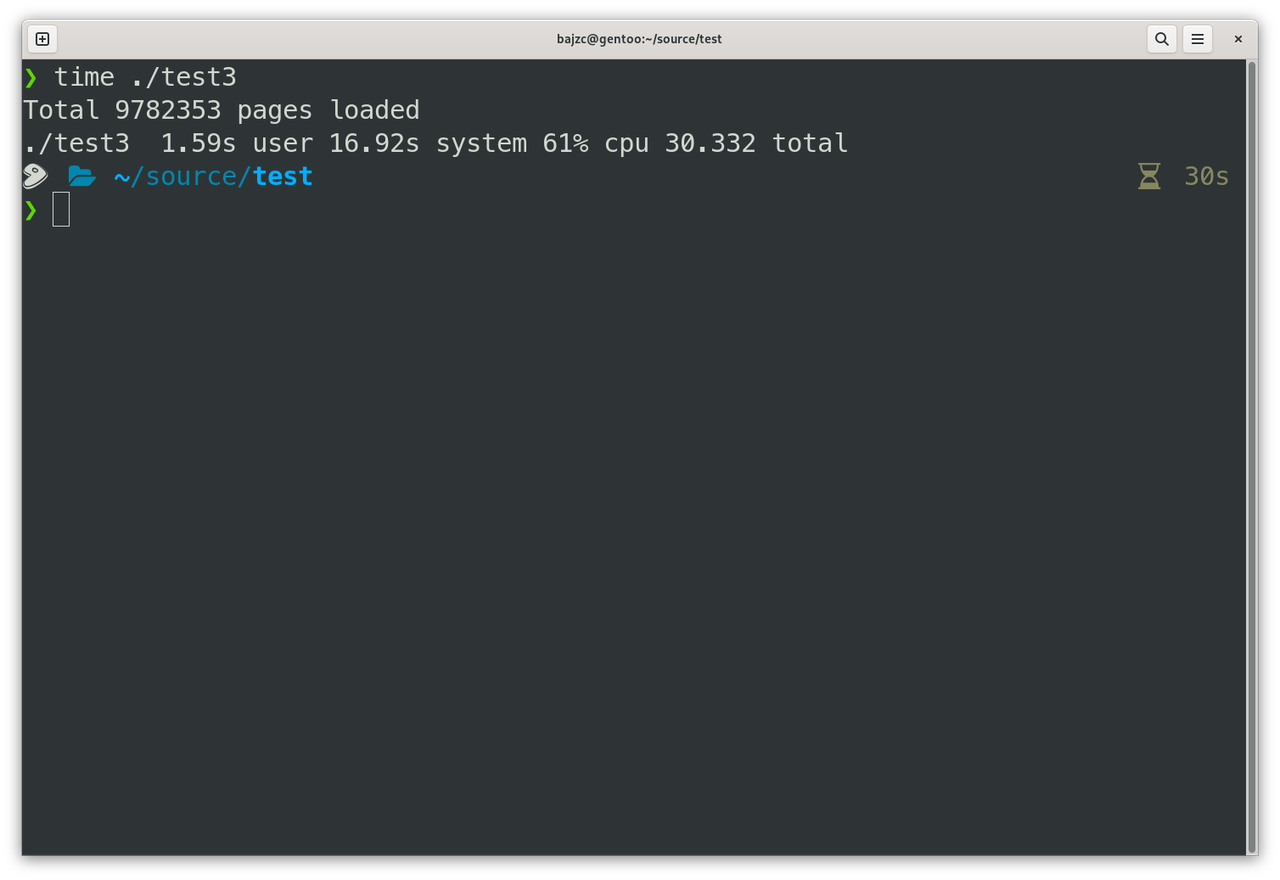 bajzc@gentoo:~/source/test
❯ time ./test3
Total 9782353 pages loaded
./test3  1.59s user 16.92s system 61% cpu 30.332 total
~/source/test 30s
❯